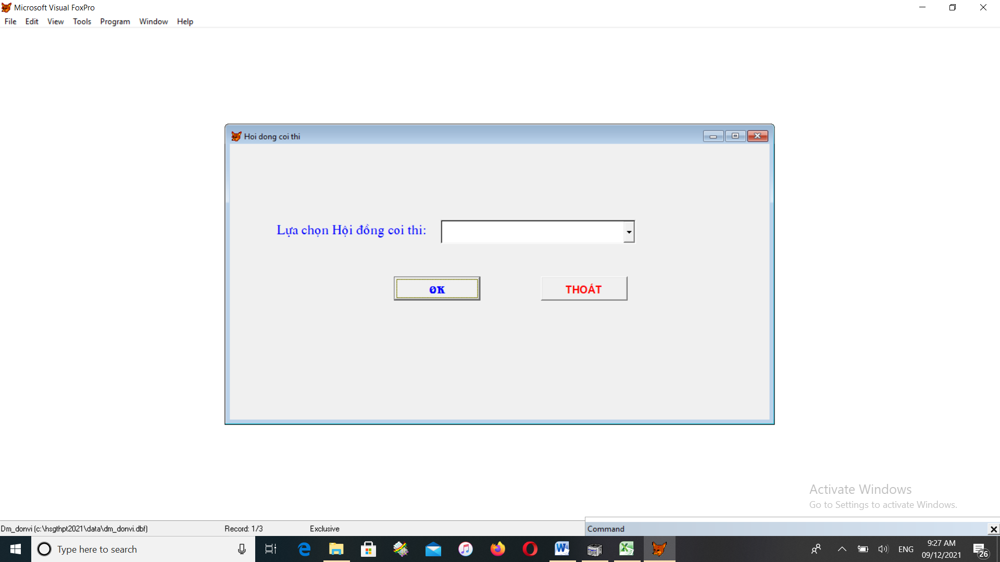 Microsoft Visual FoxPro
File Edit View Tools Program Window Help
Hoi dong coi thi
Lựa chọn Hội đồng coi thi:
OK THOÁT
Activate Windows
Go to Settings to activate Windows.
Dm_donvi (c:\hsgthpt2021\data\dm_donvi.dbf) Record: 1/3 Exclusive Command
Type here to search ENG 9:27 AM
09/12/2021 26